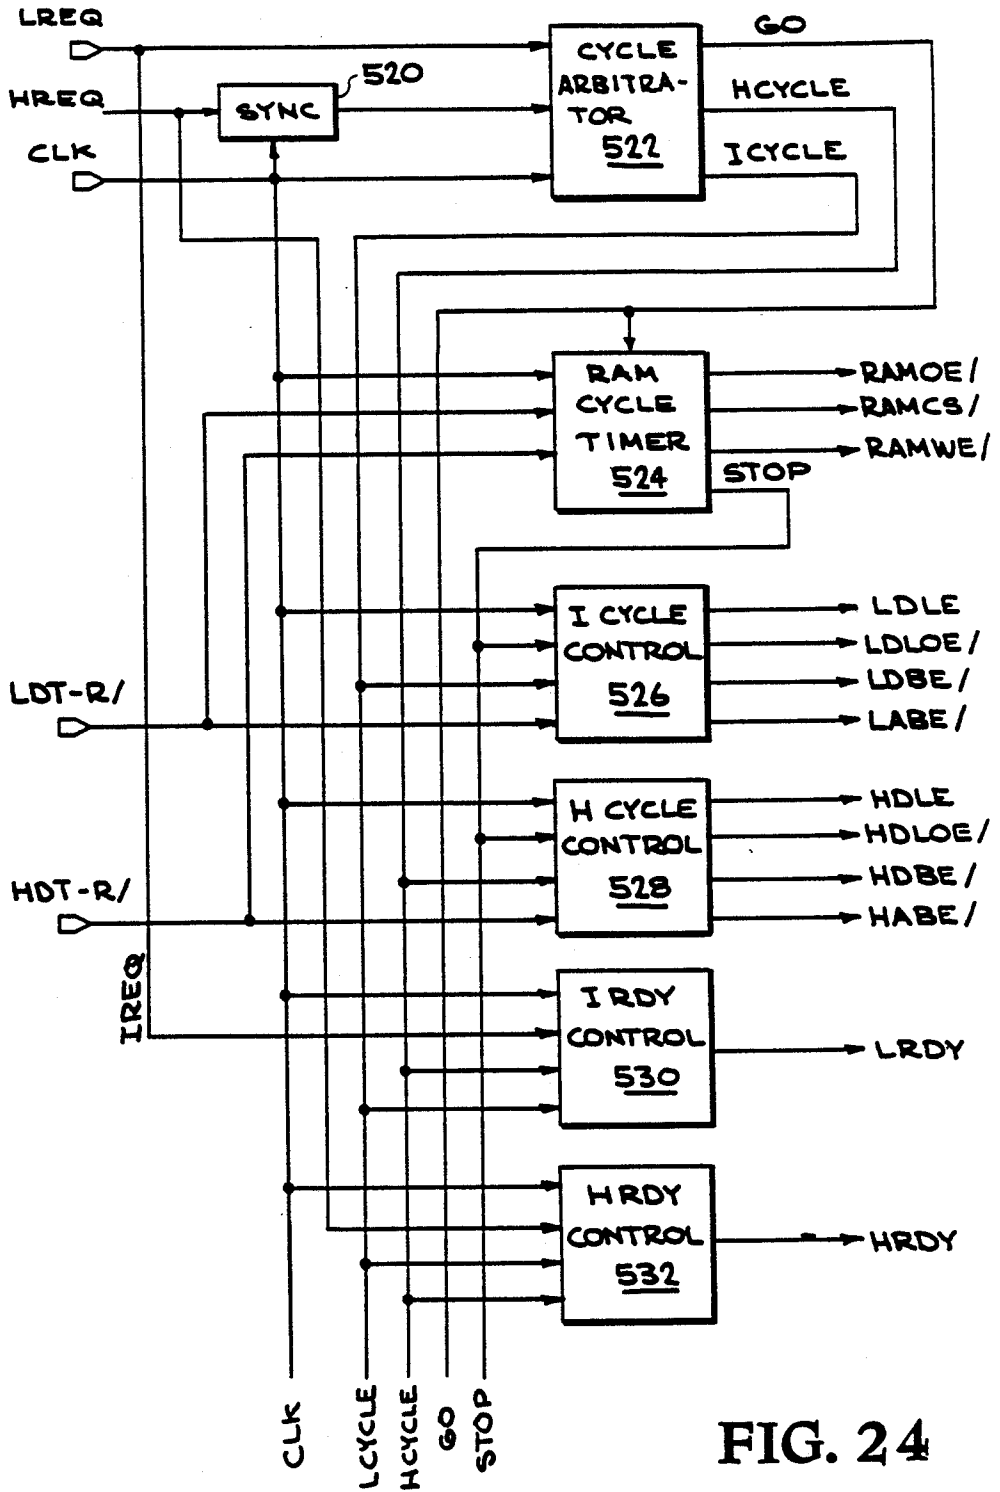 LREQ
HREQ
CLK
SYNC
520
CYCLE
ARBITRA-
TOR
522
GO
HCYCLE
ICYCLE
RAM
CYCLE
TIMER
524
RAMOE/
RAMCS/
RAMWE/
STOP
LDT-R/
I CYCLE
CONTROL
526
LDLE
LDLOE/
LDBE/
LABE/
HDT-R/
H CYCLE
CONTROL
528
HDLE
HDLOE/
HDBE/
HABE/
IREQ
I RDY
CONTROL
530
LRDY
H RDY
CONTROL
532
HRDY
CLK
LCYCLE
HCYCLE
GO
STOP
FIG. 24